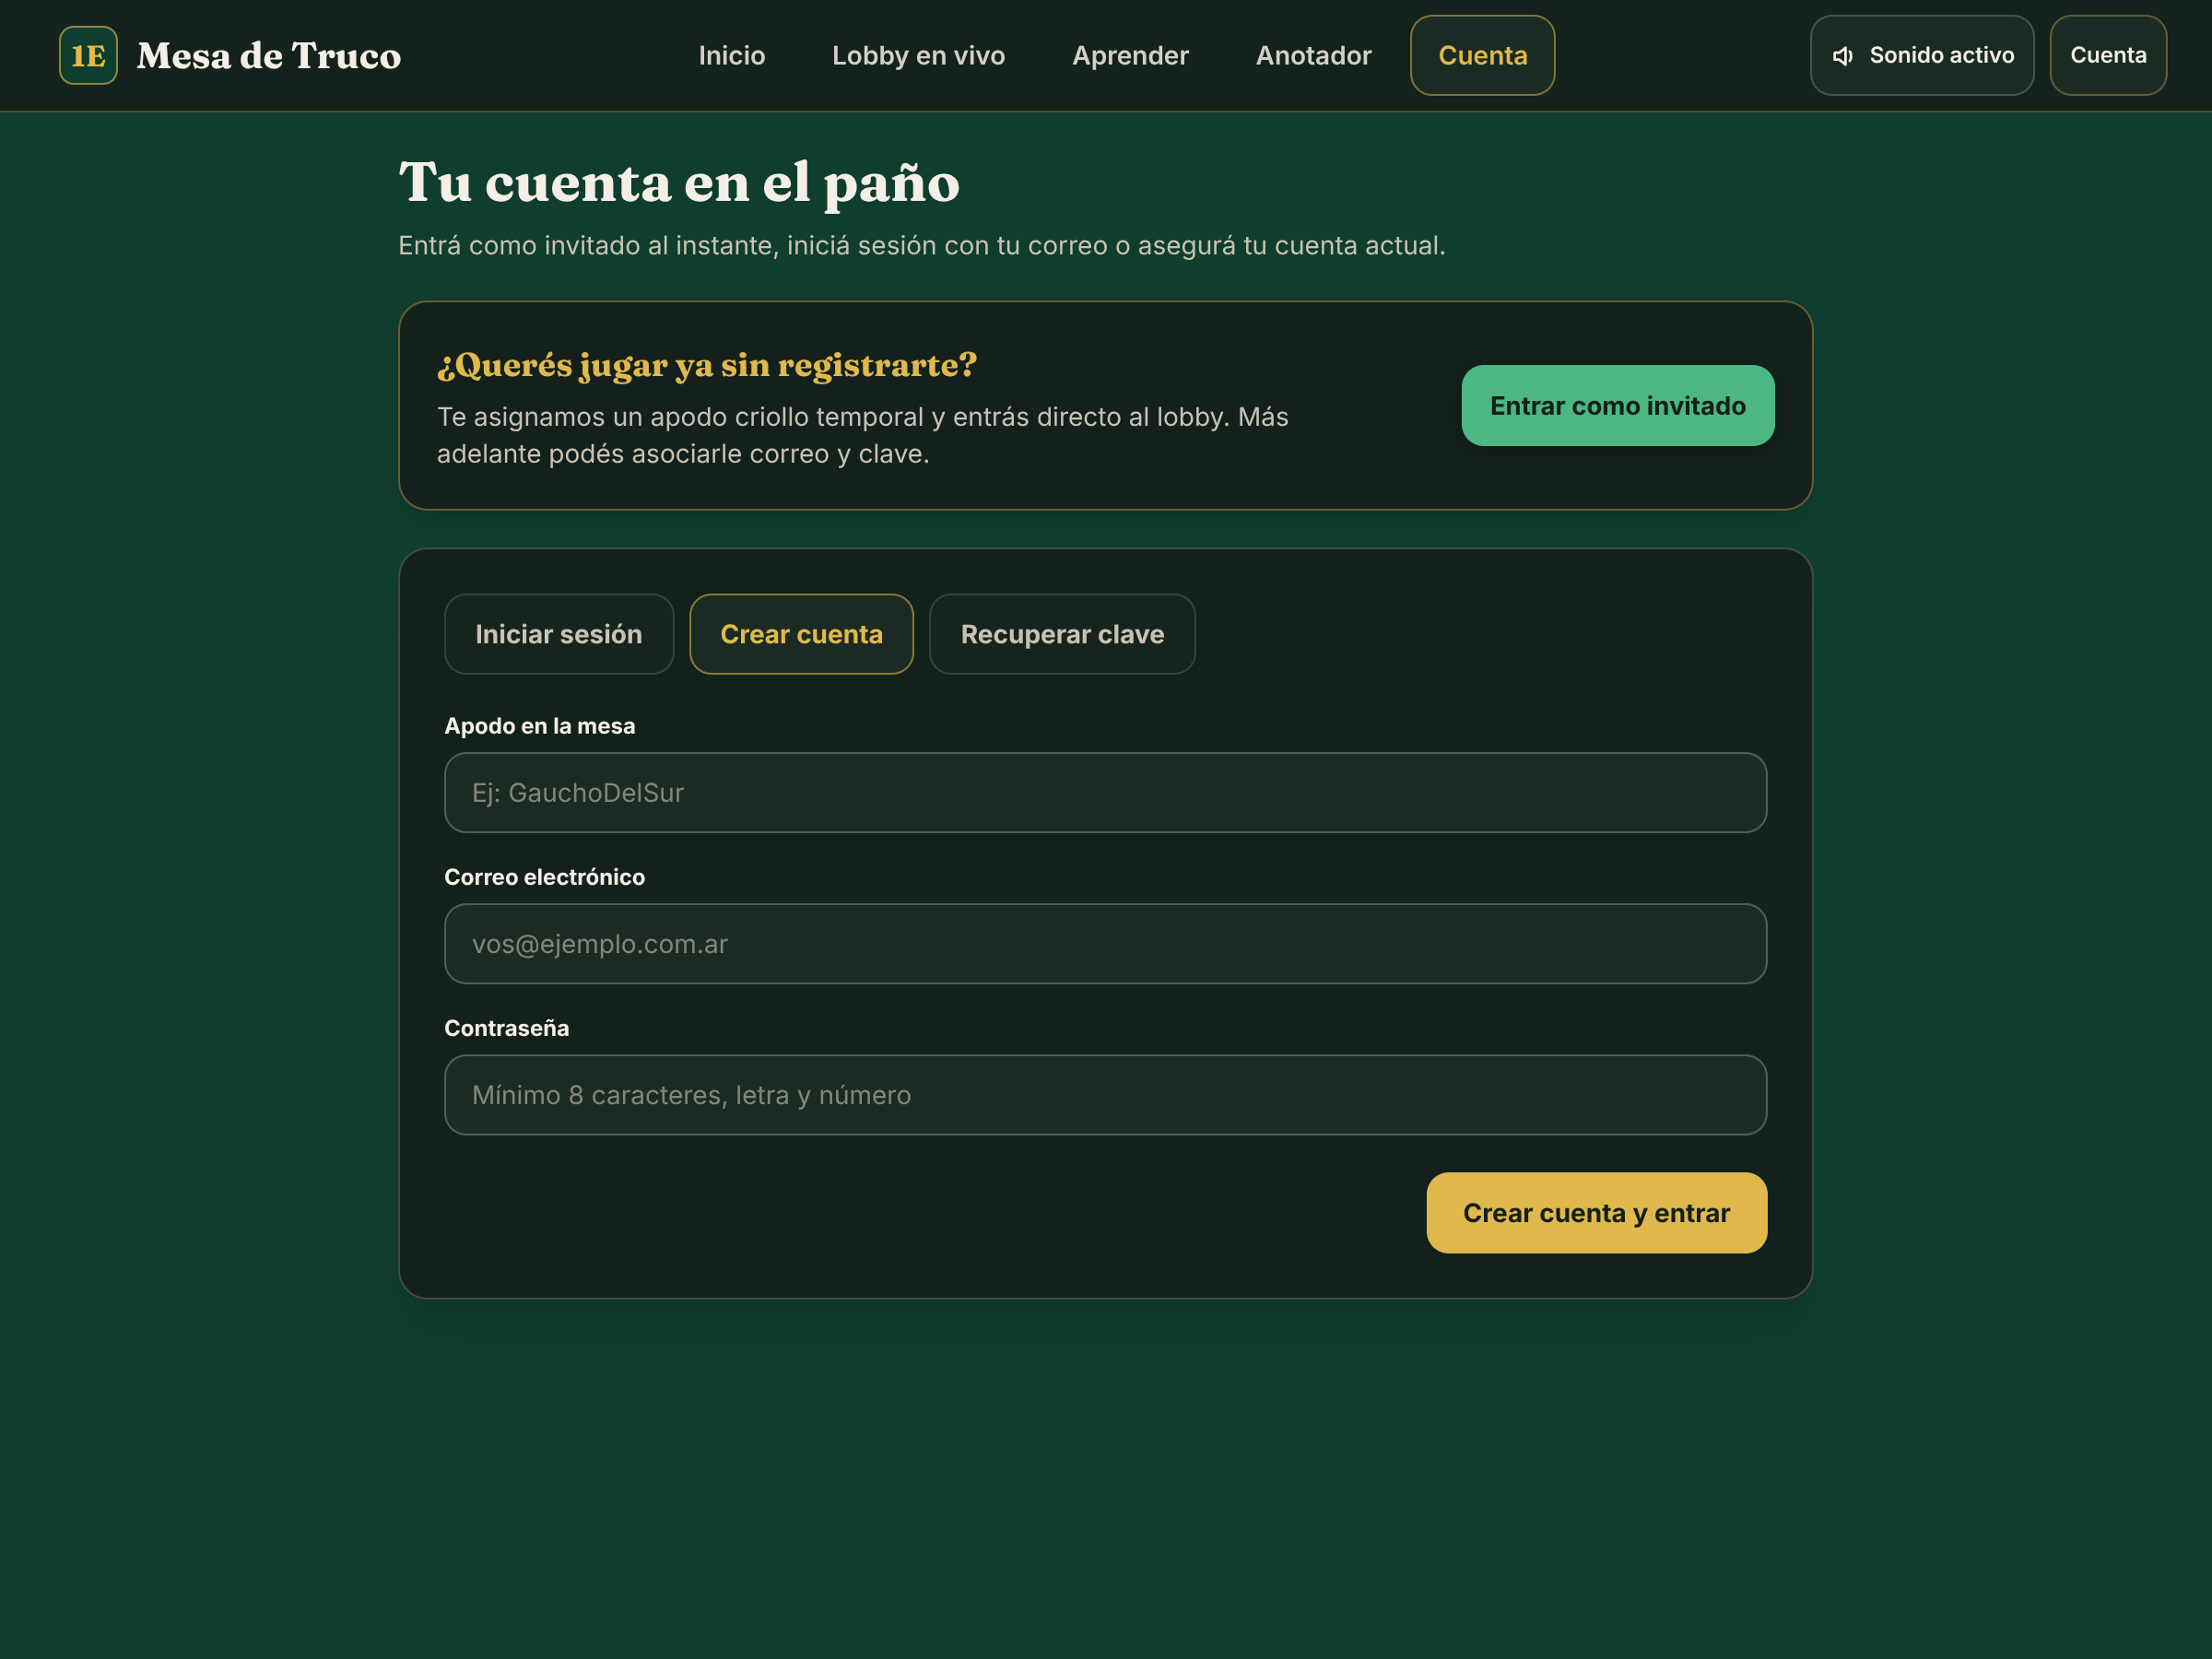 1E
Mesa de Truco
Inicio
Lobby en vivo
Aprender
Anotador
Cuenta
Sonido activo
Cuenta
Tu cuenta en el paño
Entrá como invitado al instante, iniciá sesión con tu correo o asegurá tu cuenta actual.
¿Querés jugar ya sin registrarte?
Te asignamos un apodo criollo temporal y entrás directo al lobby. Más
adelante podés asociarle correo y clave.
Entrar como invitado
Iniciar sesión
Crear cuenta
Recuperar clave
Apodo en la mesa
Ej: GauchoDelSur
Correo electrónico
vos@ejemplo.com.ar
Contraseña
Mínimo 8 caracteres, letra y número
Crear cuenta y entrar